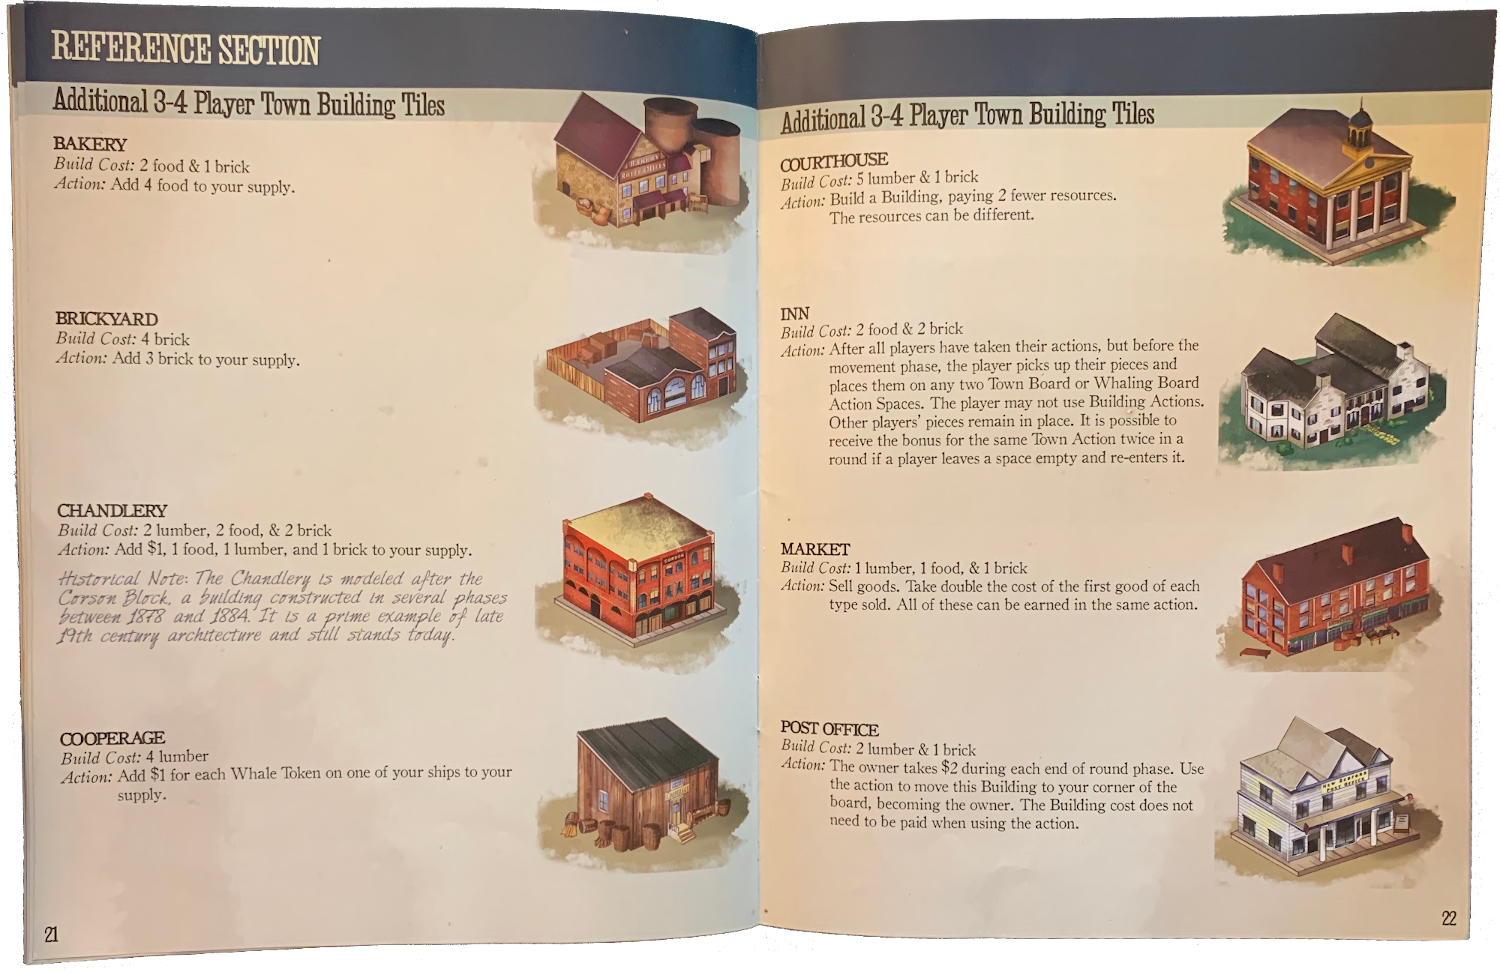 REFERENCE SECTION
Additional 3-4 Player Town Building Tiles
BAKERY
Build Cost: 2 food & 1 brick
Action: Add 4 food to your supply.
BRICKYARD
Build Cost: 4 brick
Action: Add 3 brick to your supply.
CHANDLERY
Build Cost: 2 lumber, 2 food, & 2 brick
Action: Add $1, 1 food, 1 lumber, and 1 brick to your supply.
Historical Note: The Chandlery is modeled after the
Corson Block, a building constructed in several phases
between 1878 and 1884. It is a prime example of late
19th century architecture and still stands today.
COOPERAGE
Build Cost: 4 lumber
Action: Add $1 for each Whale Token on one of your ships to your
supply.
21
Additional 3-4 Player Town Building Tiles
COURTHOUSE
Build Cost: 5 lumber & 1 brick
Action: Build a Building, paying 2 fewer resources.
The resources can be different.
INN
Build Cost: 2 food & 2 brick
Action: After all players have taken their actions, but before the
movement phase, the player picks up their pieces and
places them on any two Town Board or Whaling Board
Action Spaces. The player may not use Building Actions.
Other players' pieces remain in place. It is possible to
receive the bonus for the same Town Action twice in a
round if a player leaves a space empty and re-enters it.
MARKET
Build Cost: 1 lumber, 1 food, & 1 brick
Action: Sell goods. Take double the cost of the first good of each
type sold. All of these can be earned in the same action.
POST OFFICE
Build Cost: 2 lumber & 1 brick
Action: The owner takes $2 during each end of round phase. Use
the action to move this Building to your corner of the
board, becoming the owner. The Building cost does not
need to be paid when using the action.
NEW BEDFORD
POST OFFICE
22